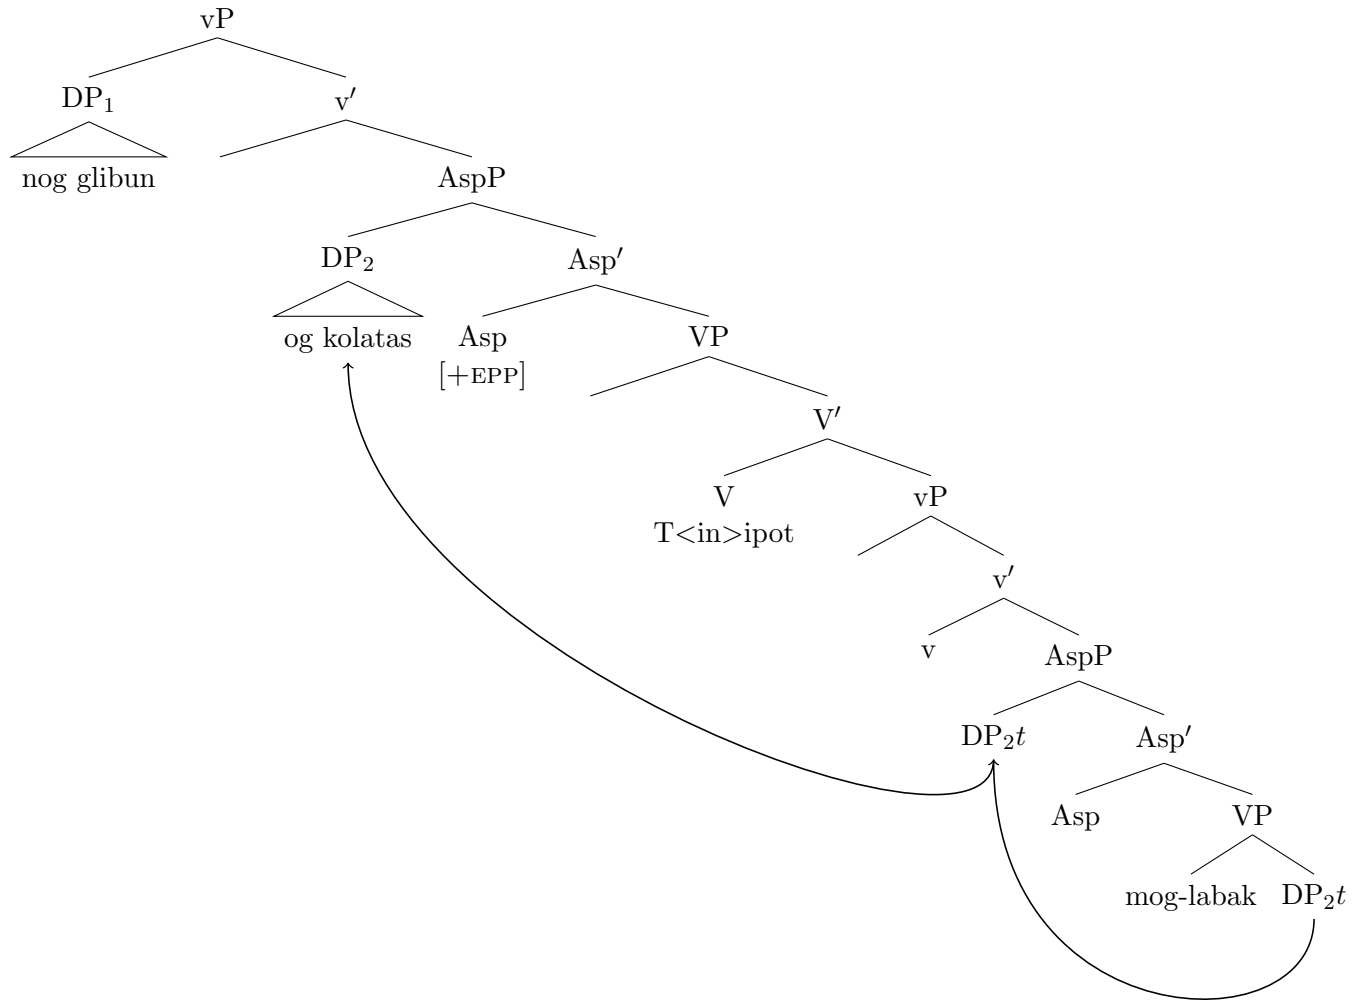 vP
DP₁ v′
nog glibun AspP
DP₂ Asp′
og kolatas Asp VP
[+EPP]
V′
V vP
T<in>ipot
v′
v AspP
DP₂t Asp′
Asp VP
mog-labak DP₂t